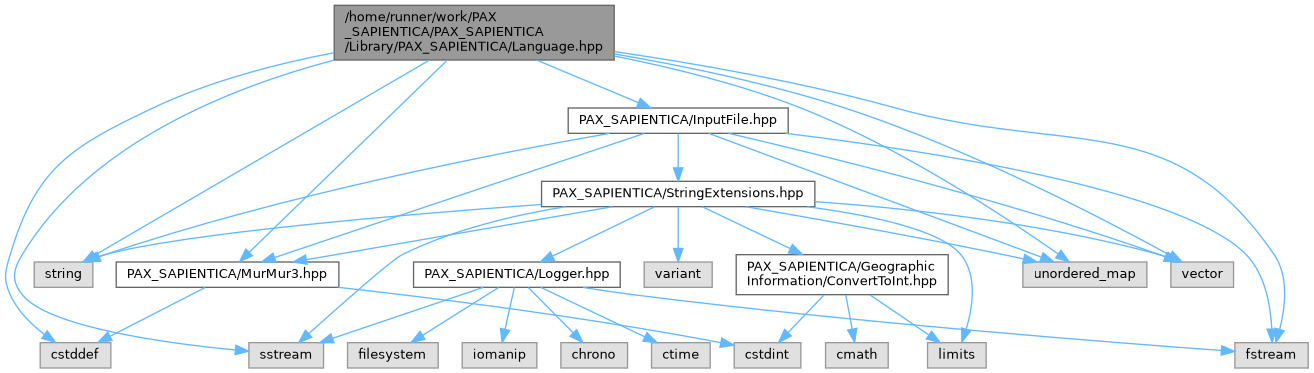 /home/runner/work/PAX
_SAPIENTICA/PAX_SAPIENTICA
/Library/PAX_SAPIENTICA/Language.hpp
PAX_SAPIENTICA/InputFile.hpp
PAX_SAPIENTICA/StringExtensions.hpp
string
PAX_SAPIENTICA/MurMur3.hpp
PAX_SAPIENTICA/Logger.hpp
variant
PAX_SAPIENTICA/Geographic
Information/ConvertToInt.hpp
unordered_map
vector
cstddef
sstream
filesystem
iomanip
chrono
ctime
cstdint
cmath
limits
fstream